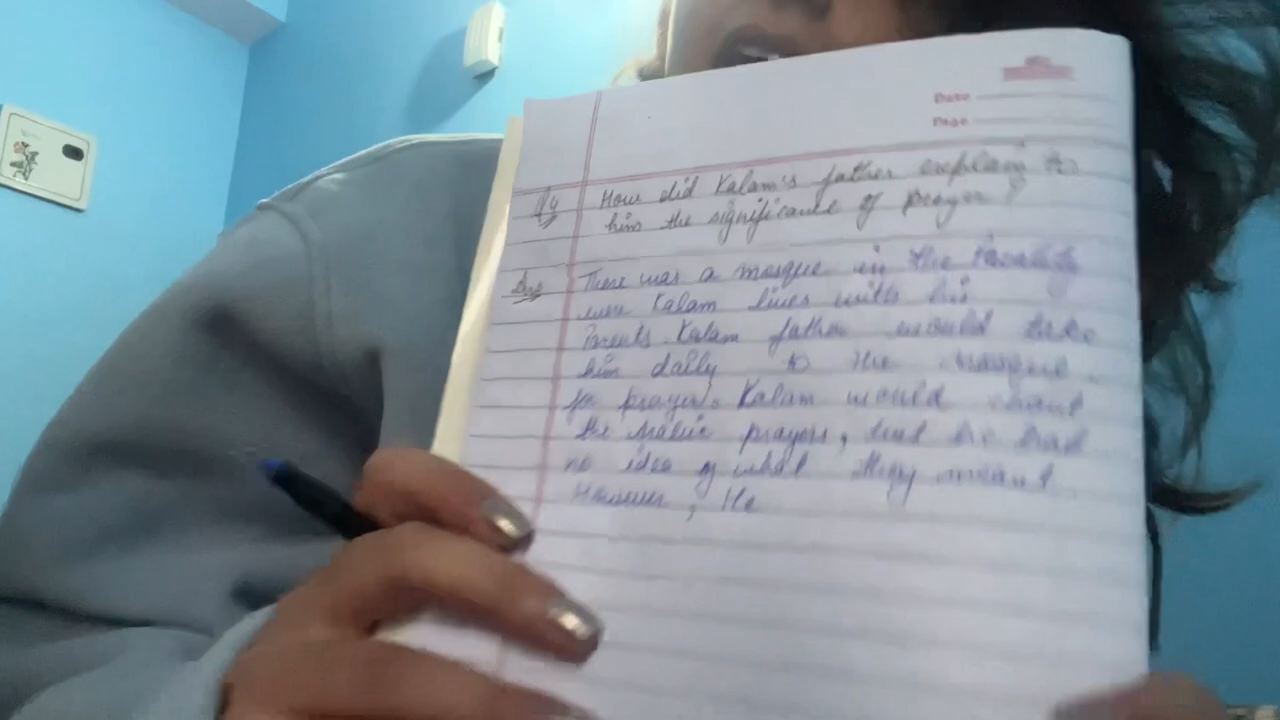 Date
Page
Q4 How did Kalam's father explain to
him the significance of prayer?
Ans There was a mosque in the locality
were Kalam lives with his
Parents. Kalam father would take
him daily to the mosque
for prayers. Kalam would chant
the Arabic prayers, but he had
no idea of what they meant
However, He